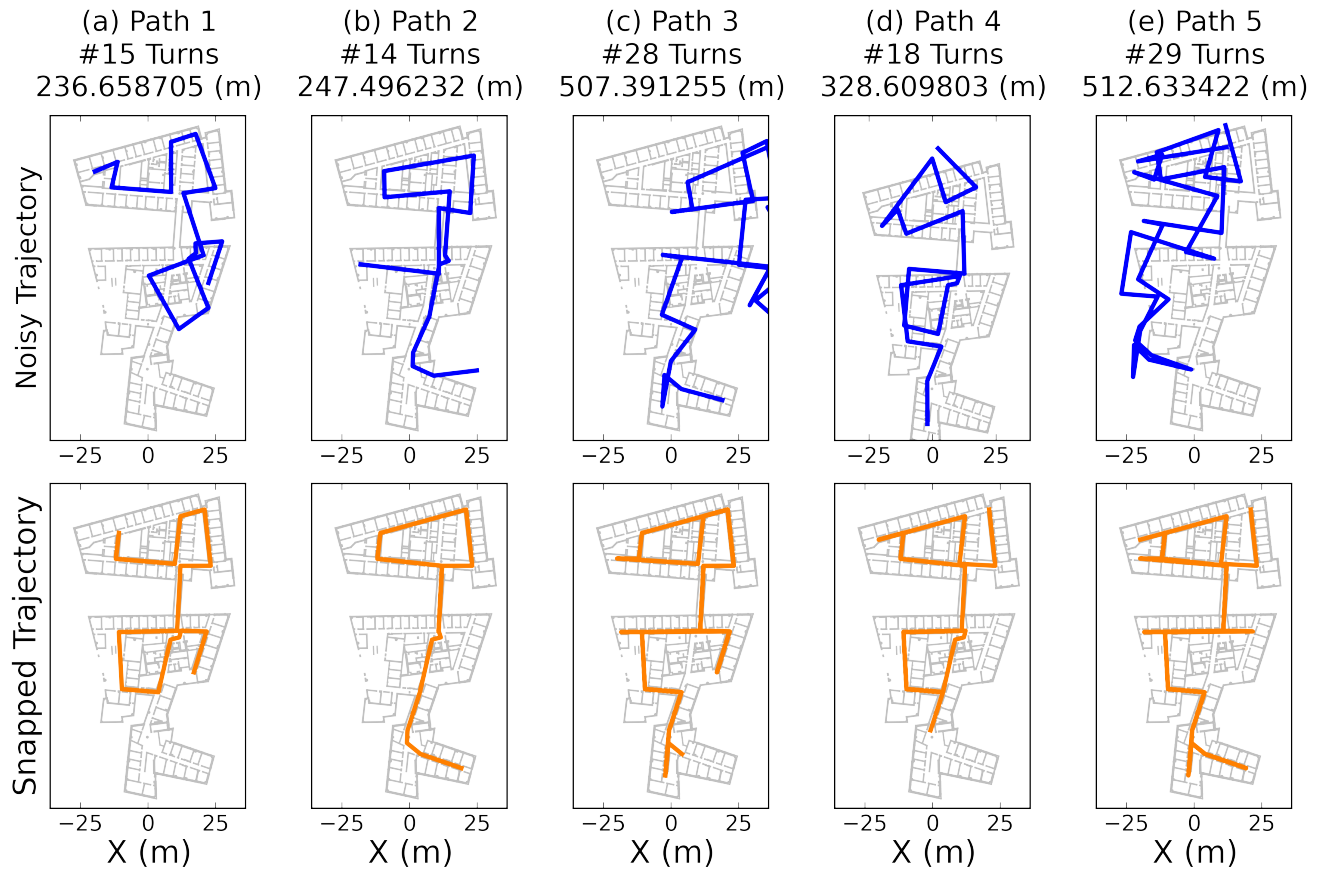 (a) Path 1
#15 Turns
236.658705 (m)
(b) Path 2
#14 Turns
247.496232 (m)
(c) Path 3
#28 Turns
507.391255 (m)
(d) Path 4
#18 Turns
328.609803 (m)
(e) Path 5
#29 Turns
512.633422 (m)
Noisy Trajectory
−25 0 25
−25 0 25
−25 0 25
−25 0 25
−25 0 25
Snapped Trajectory
−25 0 25
X (m)
−25 0 25
X (m)
−25 0 25
X (m)
−25 0 25
X (m)
−25 0 25
X (m)